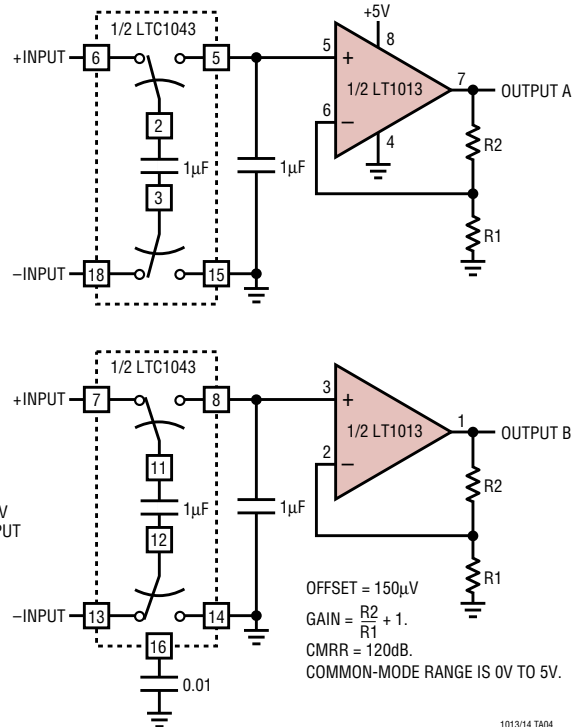 +5V
1/2 LTC1043
+INPUT 6 5 5 + 8
1/2 LT1013 7 OUTPUT A
2 6 –
4 R2
1µF 1µF
3
R1
–INPUT 18 15
1/2 LTC1043
+INPUT 7 8 3 +
1/2 LT1013 1 OUTPUT B
11 2 –
R2
1µF 1µF
V
PUT
12
R1
OFFSET = 150µV
–INPUT 13 14
GAIN = R2/R1 + 1.
16
CMRR = 120dB.
COMMON-MODE RANGE IS 0V TO 5V.
0.01
1013/14 TA04